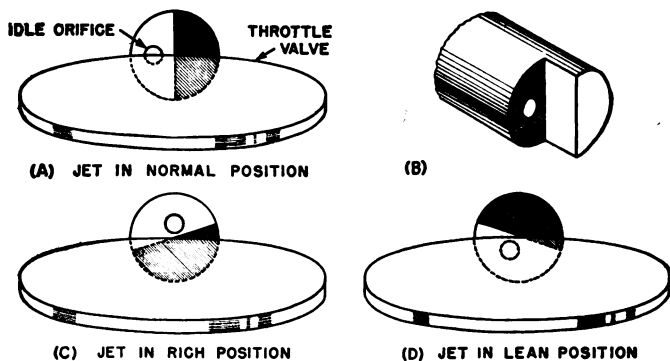 IDLE ORIFICE
THROTTLE
VALVE
(A) JET IN NORMAL POSITION
(B)
(C) JET IN RICH POSITION
(D) JET IN LEAN POSITION